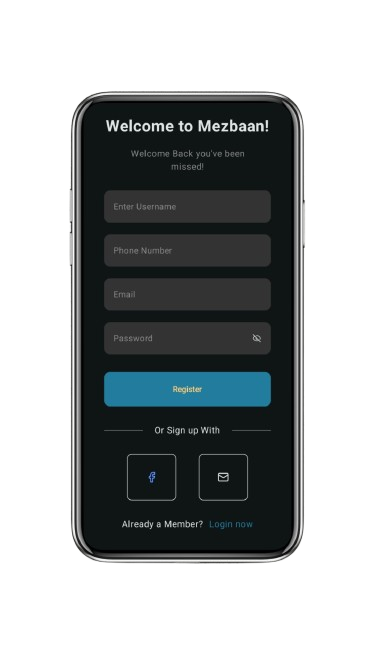 Welcome to Mezbaan!
Welcome Back you've been
missed!
Enter Username
Phone Number
Email
Password
Register
Or Sign up With
Already a Member? Login now